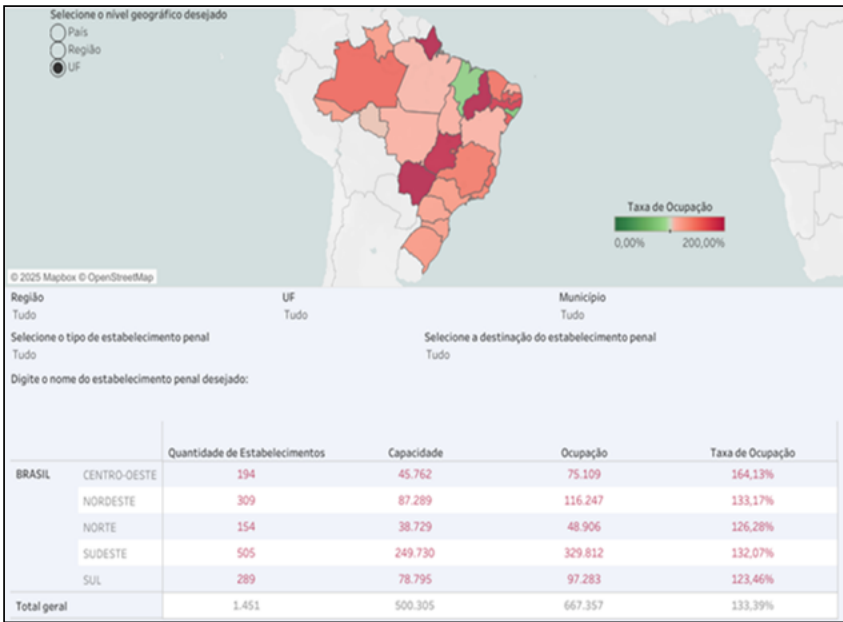 Selecione o nível geográfico desejado
País
Região
UF
Taxa de Ocupação
0,00% 200,00%
© 2025 Mapbox © OpenStreetMap
Região UF Município
Tudo Tudo Tudo
Selecione o tipo de estabelecimento penal Selecione a destinação do estabelecimento penal
Tudo Tudo
Digite o nome do estabelecimento penal desejado:
Quantidade de Estabelecimentos Capacidade Ocupação Taxa de Ocupação
BRASIL CENTRO-OESTE 194 45.762 75.109 164,13%
NORDESTE 309 87.289 116.247 133,17%
NORTE 154 38.729 48.906 126,28%
SUDESTE 505 249.730 329.812 132,07%
SUL 289 78.795 97.283 123,46%
Total geral 1.451 500.305 667.357 133,39%